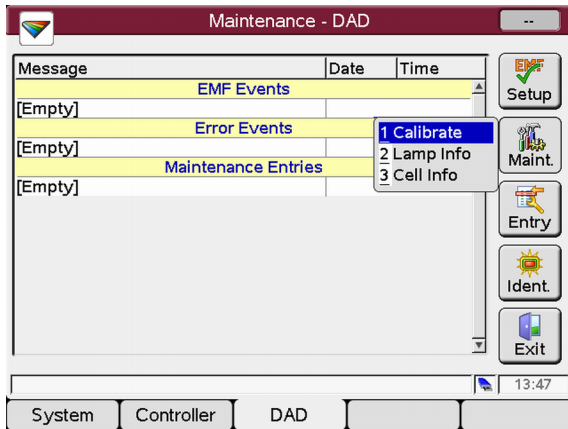 Maintenance - DAD
--
Message Date Time
EMF Events
[Empty]
Error Events
[Empty]
Maintenance Entries
[Empty]
1 Calibrate
2 Lamp Info
3 Cell Info
EMF
Setup
Maint.
Entry
Ident.
Exit
13:47
System Controller DAD